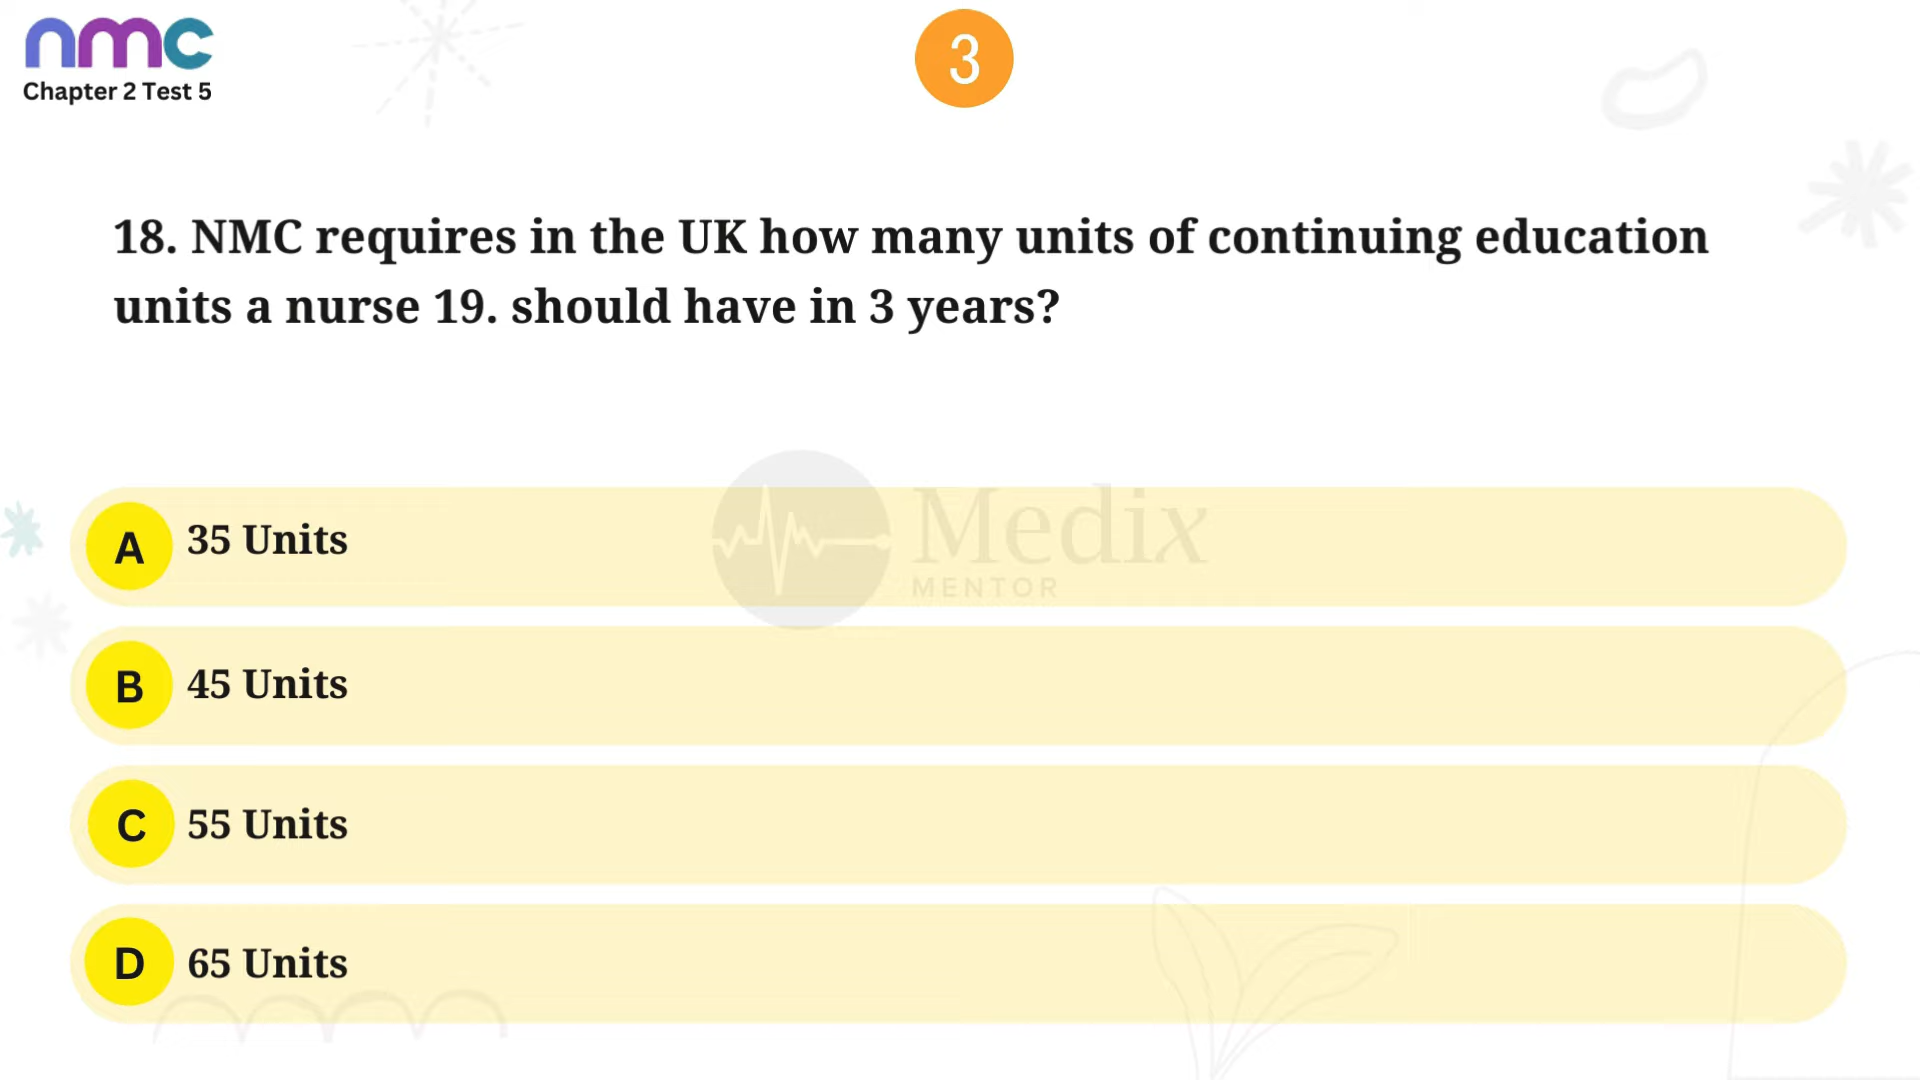 nmc
Chapter 2 Test 5
3
18. NMC requires in the UK how many units of continuing education
units a nurse 19. should have in 3 years?
A 35 Units
Medix
MENTOR
B 45 Units
C 55 Units
D 65 Units